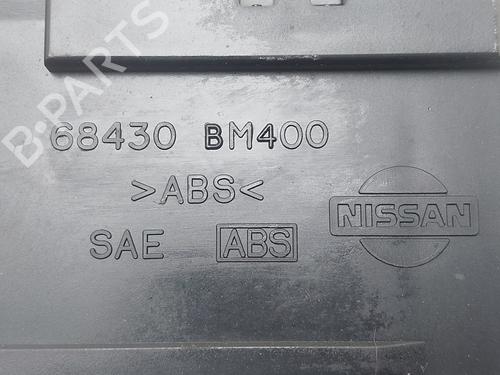 B-PARTS
68430 BM400
>ABS<
SAE ABS
NISSAN